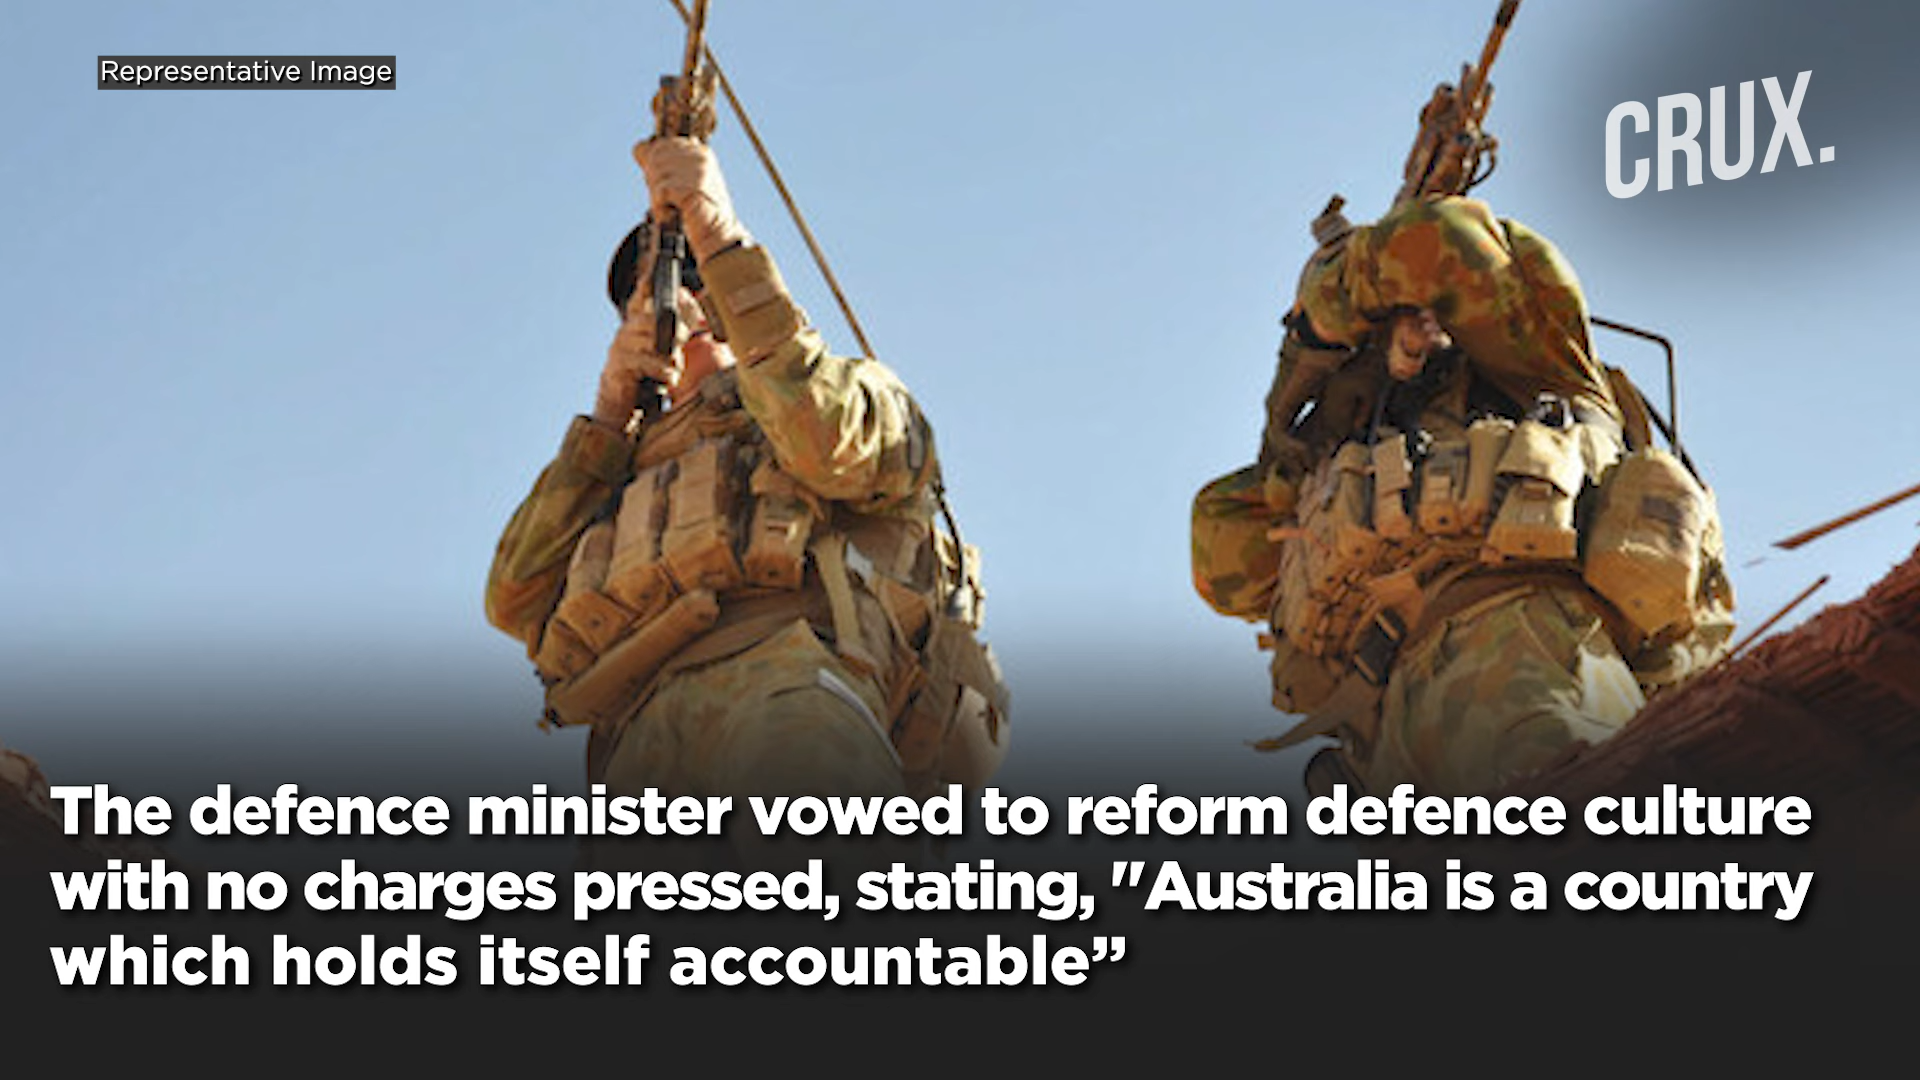 Representative Image
CRUX.
The defence minister vowed to reform defence culture
with no charges pressed, stating, "Australia is a country
which holds itself accountable”